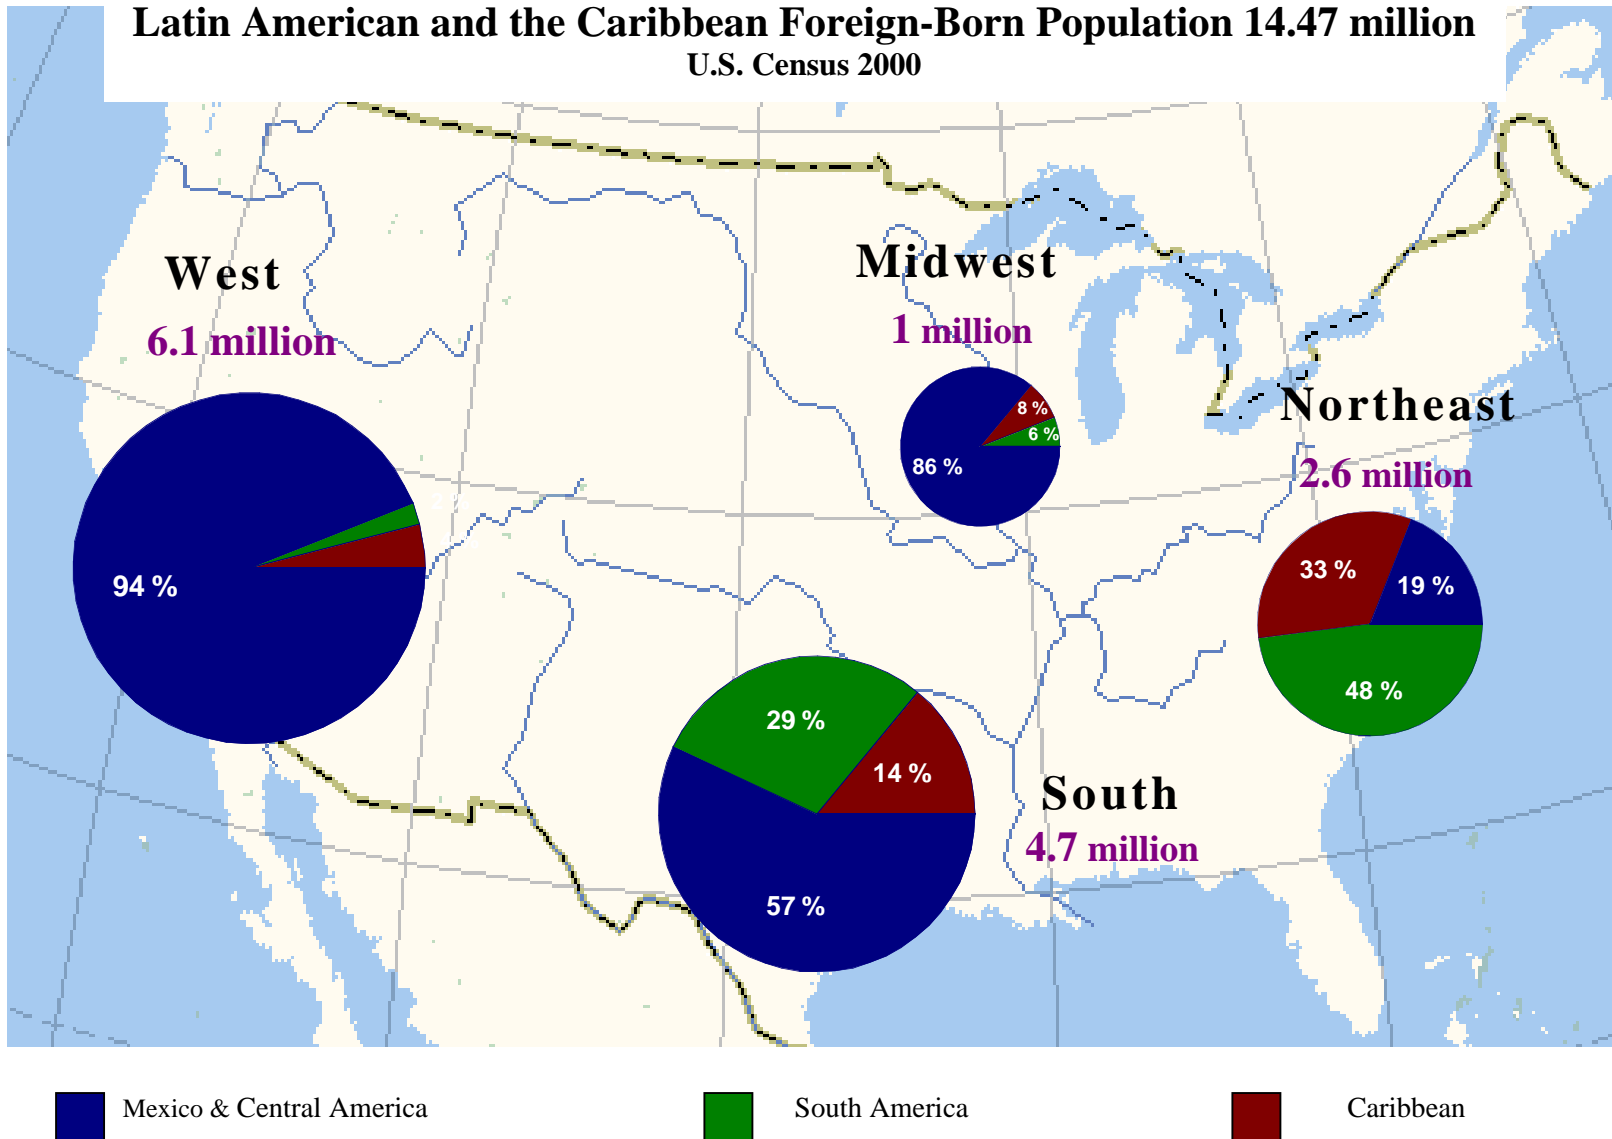 Latin American and the Caribbean Foreign-Born Population 14.47 million
U.S. Census 2000
West
6.1 million
94 %
2 %
Midwest
1 million
8 %
6 %
86 %
Northeast
2.6 million
33 %
19 %
48 %
29 %
14 %
57 %
South
4.7 million
Mexico & Central America
South America
Caribbean